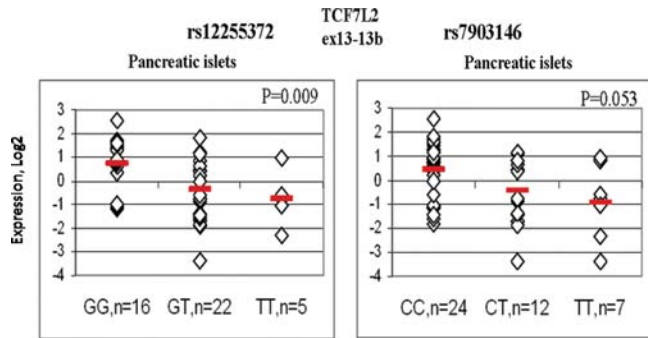 TCF7L2
rs12255372 ex13-13b rs7903146
Pancreatic islets Pancreatic islets
P=0.009 P=0.053
Expression, Log2
3 3
2 2
1 1
0 0
-1 -1
-2 -2
-3 -3
-4 -4
GG,n=16 GT,n=22 TT,n=5 CC,n=24 CT,n=12 TT,n=7